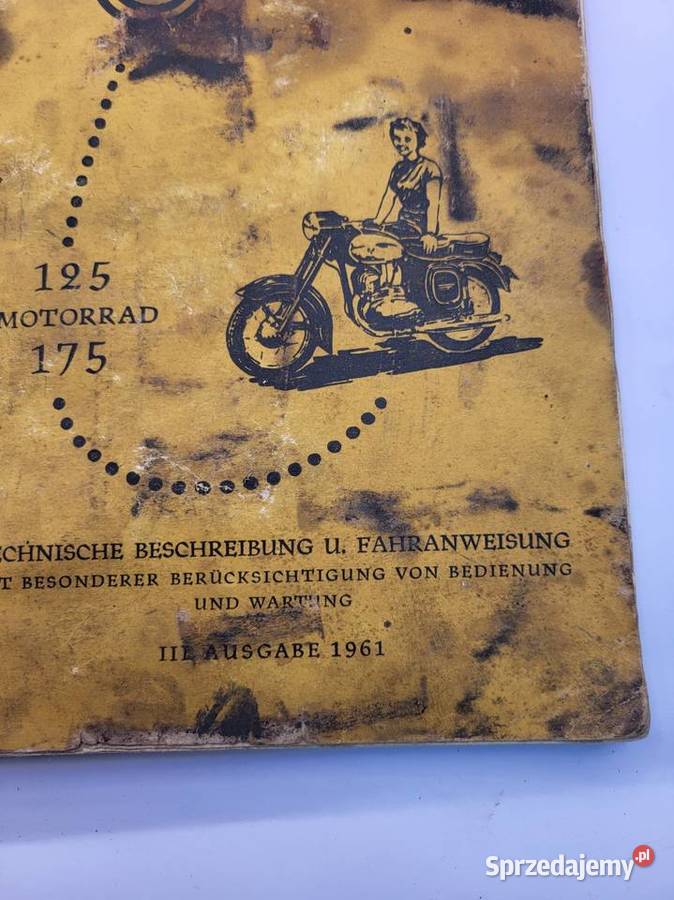 125
MOTORRAD
175
ECHNISCHE BESCHREIBUNG U. FAHRANWEISUNG
T BESONDERER BERÜCKSICHTIGUNG VON BEDIENUNG
UND WARTUNG
III. AUSGABE 1961
Sprzedajemy.pl